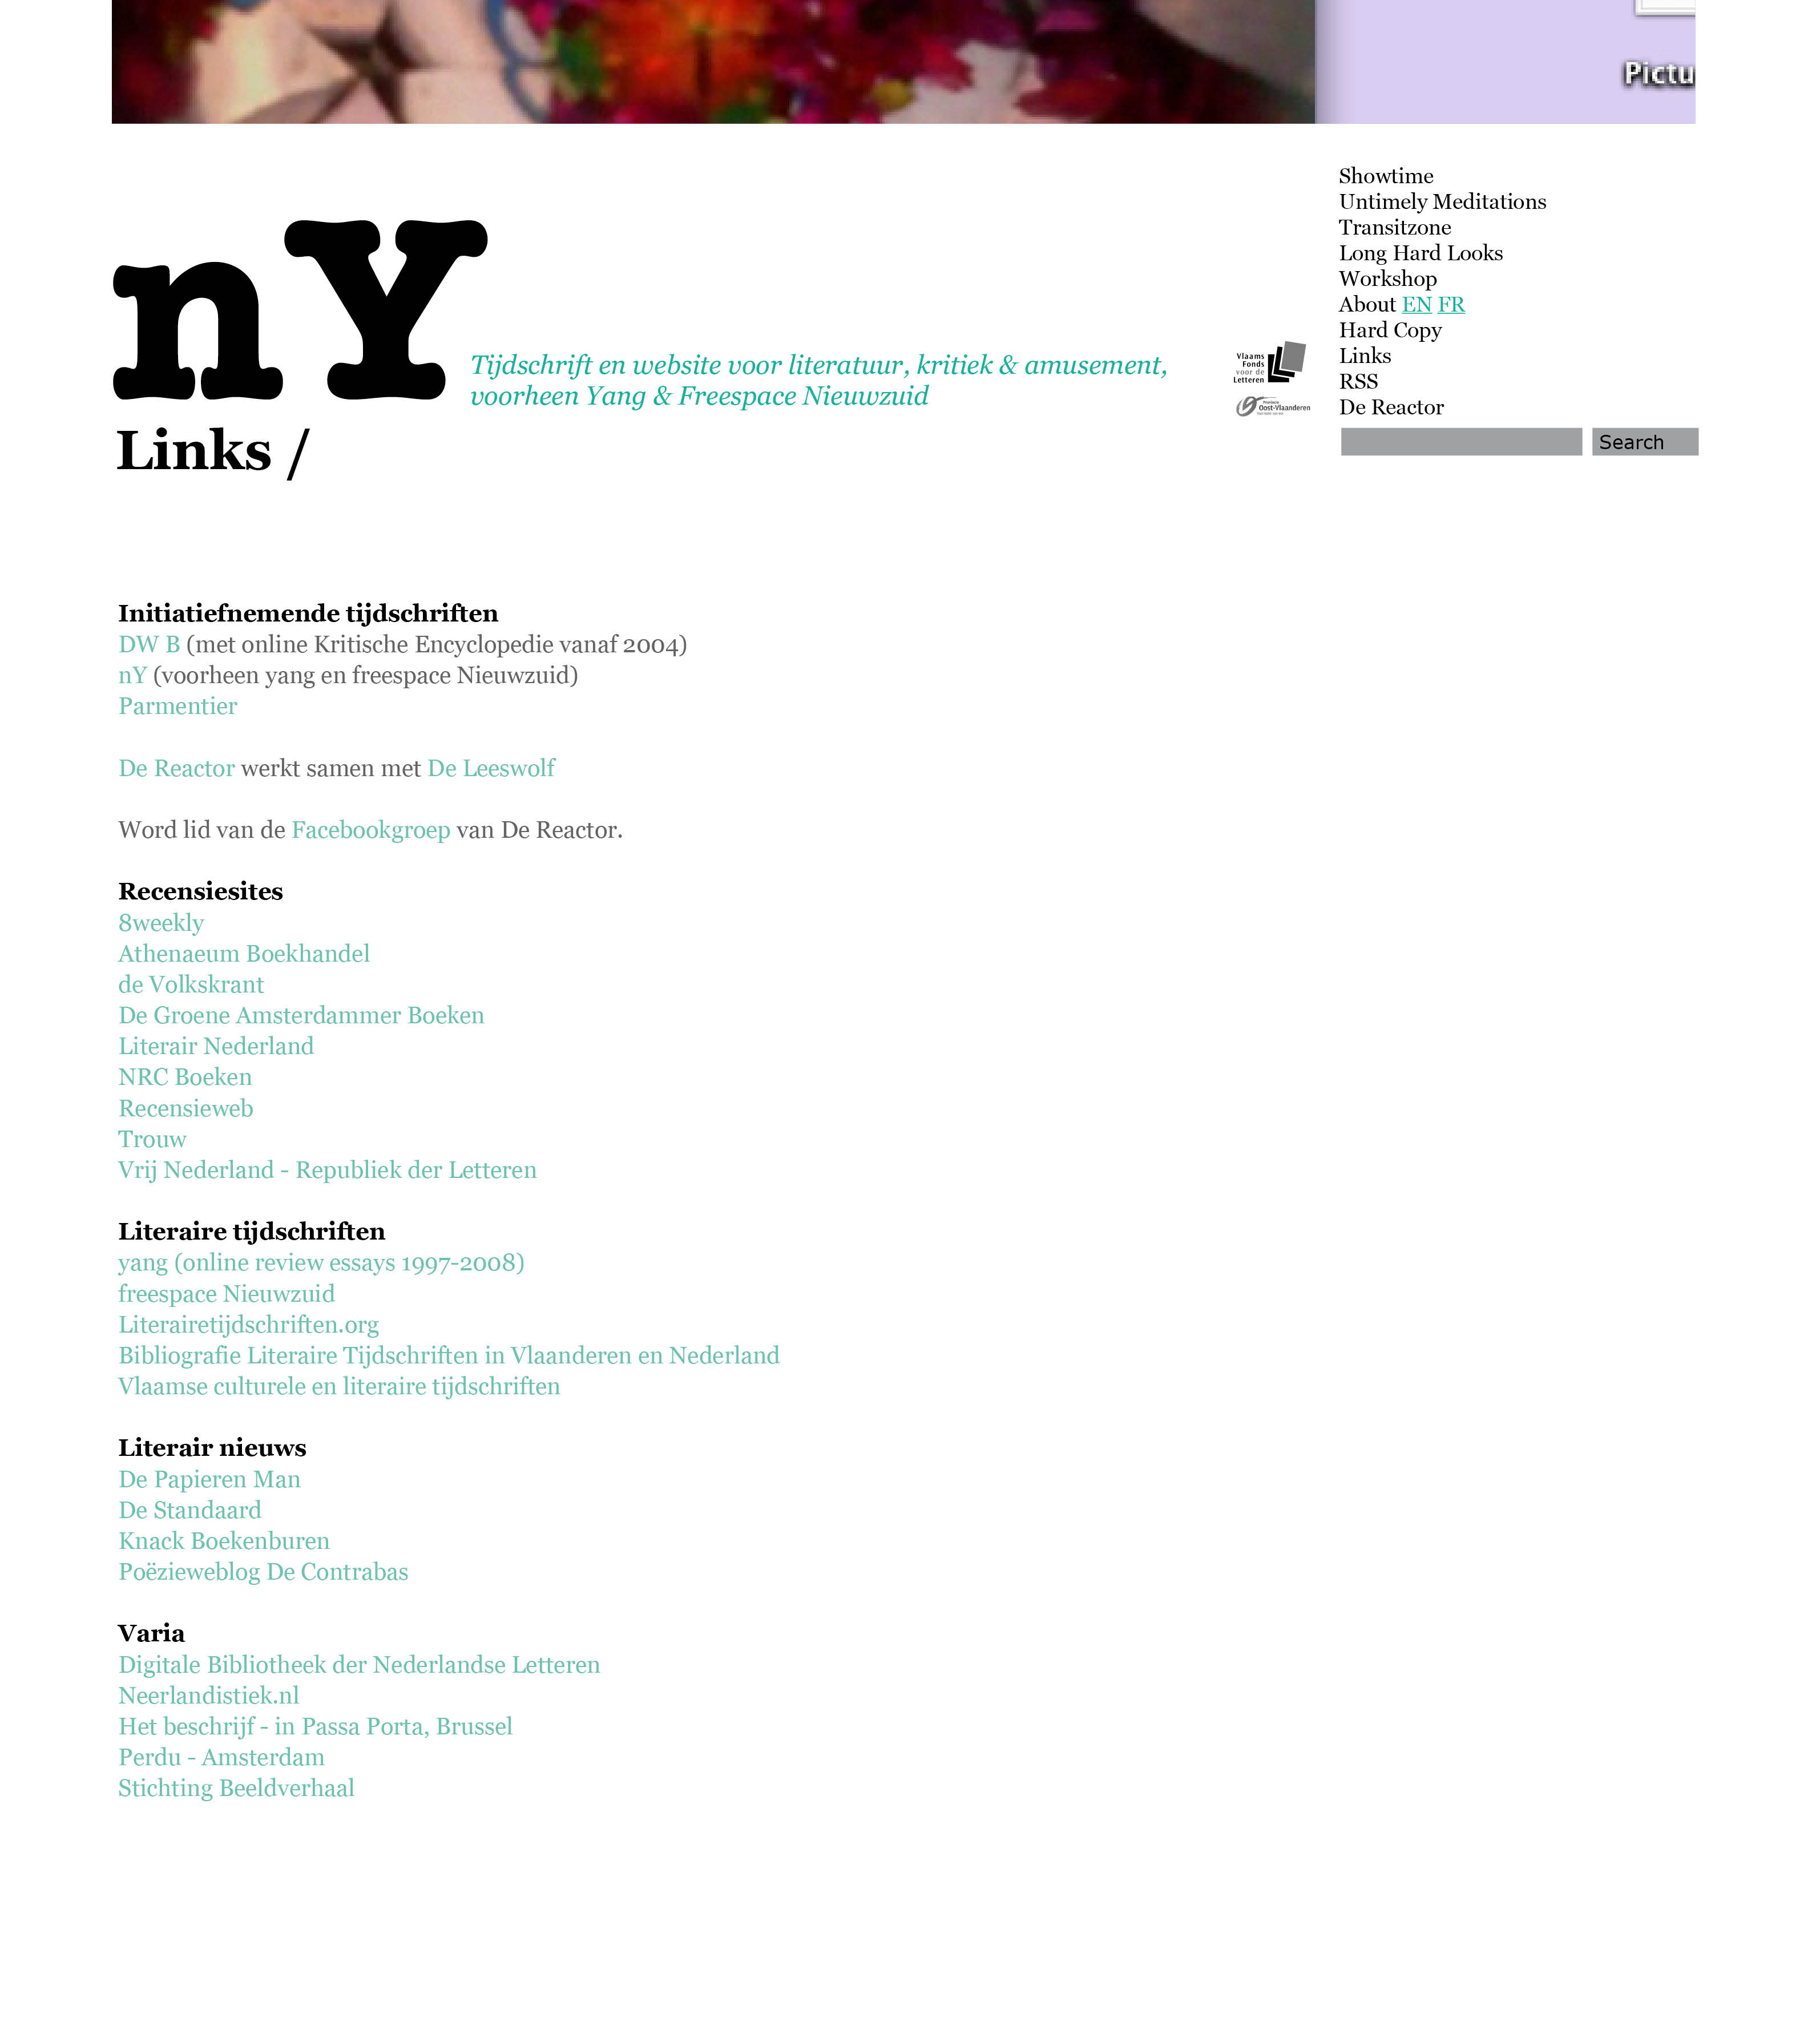 Pictu
Showtime
Untimely Meditations
Transitzone
Long Hard Looks
Workshop
About EN FR
Hard Copy
Links
RSS
De Reactor
Search
nY
Tijdschrift en website voor literatuur, kritiek & amusement,
voorheen Yang & Freespace Nieuwzuid
Vlaams
Fonds
voor de
Letteren
Provincie
Oost-Vlaanderen
Links /
Initiatiefnemende tijdschriften
DW B (met online Kritische Encyclopedie vanaf 2004)
nY (voorheen yang en freespace Nieuwzuid)
Parmentier
De Reactor werkt samen met De Leeswolf
Word lid van de Facebookgroep van De Reactor.
Recensiesites
8weekly
Athenaeum Boekhandel
de Volkskrant
De Groene Amsterdammer Boeken
Literair Nederland
NRC Boeken
Recensieweb
Trouw
Vrij Nederland - Republiek der Letteren
Literaire tijdschriften
yang (online review essays 1997-2008)
freespace Nieuwzuid
Literairetijdschriften.org
Bibliografie Literaire Tijdschriften in Vlaanderen en Nederland
Vlaamse culturele en literaire tijdschriften
Literair nieuws
De Papieren Man
De Standaard
Knack Boekenburen
Poëzieweblog De Contrabas
Varia
Digitale Bibliotheek der Nederlandse Letteren
Neerlandistiek.nl
Het beschrijf - in Passa Porta, Brussel
Perdu - Amsterdam
Stichting Beeldverhaal